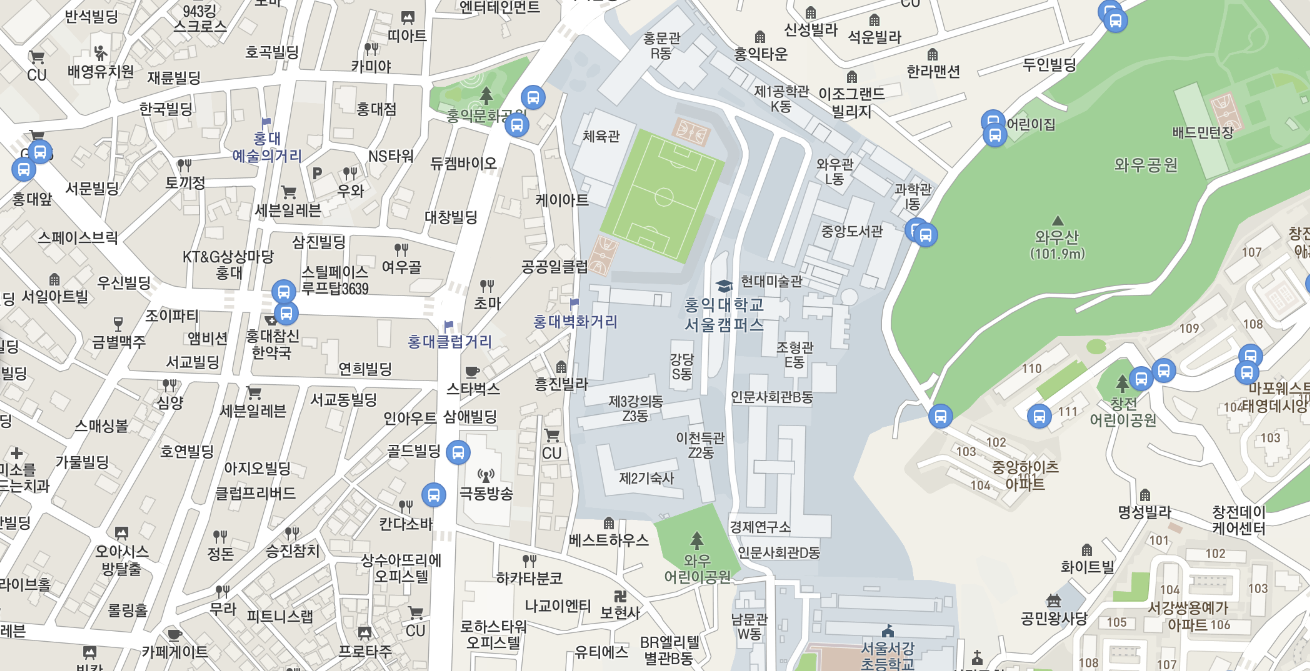 반석빌딩
943킹
스크로스
토마
띠아트
엔터테인먼트
CU
배영유치원
호곡빌딩
카미야
재륜빌딩
한국빌딩
홍대점
홍익문화공원
홍문관
R동
홍익타운
신성빌라
석운빌라
CU
한라맨션
두인빌딩
제1공학관
K동
이조그랜드
빌리지
어린이집
배드민턴장
와우공원
체육관
홍대
예술의거리
NS타워
듀켐바이오
토끼정
P
우와
서문빌딩
세븐일레븐
홍대앞
대창빌딩
케이아트
와우관
L동
과학관
I동
중앙도서관
와우산
(101.9m)
스페이스브릭
삼진빌딩
KT&G상상마당
홍대
여우골
공공일클럽
스틸페이스
루프탑3639
우신빌딩
서일아트빌
초마
현대미술관
홍익대학교
서울캠퍼스
107
조이파티
홍대벽화거리
금별맥주
앰비션
홍대참신
한약국
홍대클럽거리
109
108
서교빌딩
연희빌딩
조형관
E동
강당
S동
110
심양
세븐일레븐
서교동빌딩
스타벅스
흥진빌라
제3강의동
Z3동
인문사회관B동
111
창전
어린이공원
마포웨스트
태영데시앙
104
103
스매싱볼
인아우트
삼애빌딩
호연빌딩
골드빌딩
CU
이천득관
Z2동
102
103
104
101
중앙하이츠
아파트
미소를
드는치과
가물빌딩
아지오빌딩
클럽프리버드
극동방송
제2기숙사
칸다소바
명성빌라
창전데이
케어센터
경제연구소
인문사회관D동
베스트하우스
와우
어린이공원
오아시스
방탈출
정돈
승진참치
상수아뜨리에
오피스텔
하카타분코
화이트빌
101
102
103
104
라이브홀
롤링홀
무라
피트니스랩
CU
나교이엔티
보현사
남문관
W동
공민왕사당
서강쌍용예가
아파트
105
106
카페게이트
프로타주
로하스타워
오피스텔
유티에스
BR엘리텔
별관B동
서울서강
초등학교
108
107